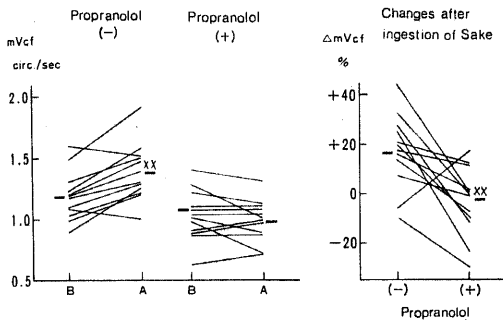 Propranolol
(−)
Propranolol
(+)
Changes after
ingestion of Sake
mVcf
circ./sec
ΔmVcf
%
2.0
1.5
1.0
0.5
XX
B
A
B
A
+40
+20
0
−20
XX
(−)
(+)
Propranolol